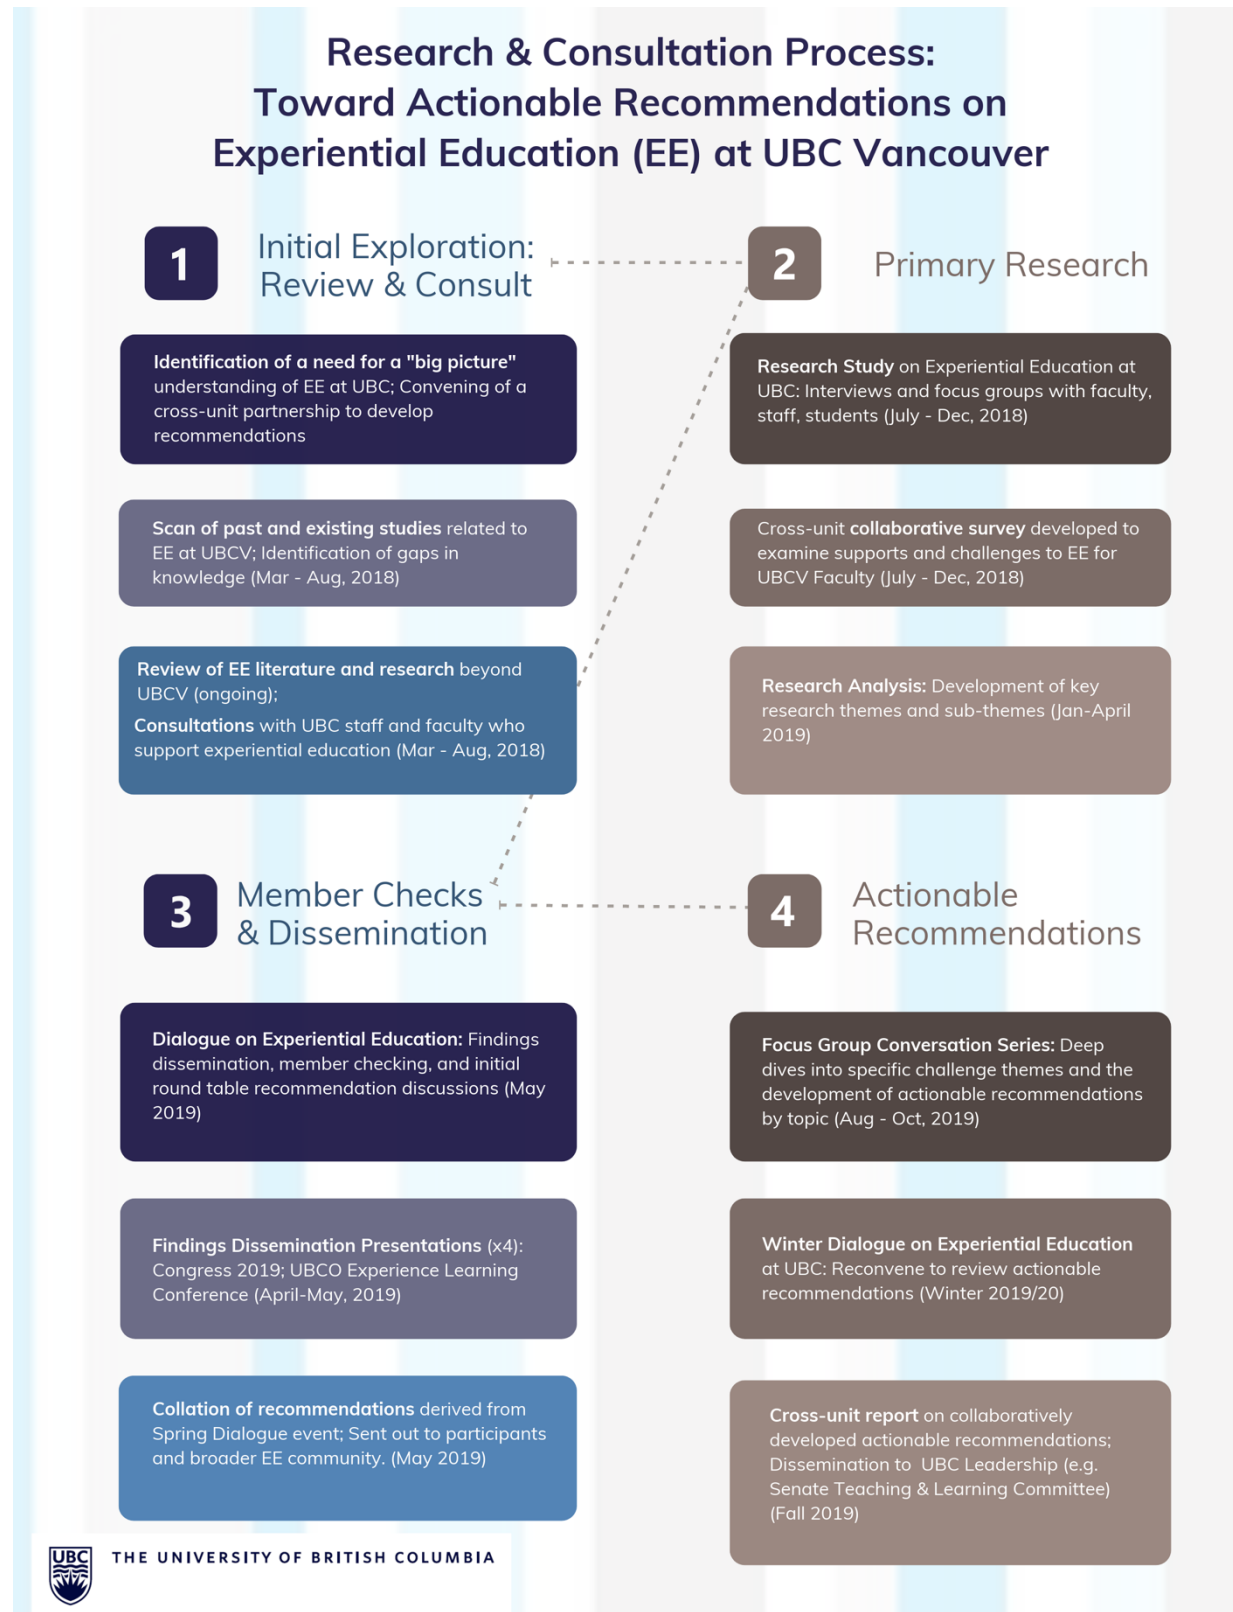 Research & Consultation Process:
Toward Actionable Recommendations on
Experiential Education (EE) at UBC Vancouver
1
Initial Exploration:
Review & Consult
Identification of a need for a "big picture"
understanding of EE at UBC; Convening of a
cross-unit partnership to develop
recommendations
Scan of past and existing studies related to
EE at UBCV; Identification of gaps in
knowledge (Mar - Aug, 2018)
Review of EE literature and research beyond
UBCV (ongoing);
Consultations with UBC staff and faculty who
support experiential education (Mar - Aug, 2018)
2
Primary Research
Research Study on Experiential Education at
UBC: Interviews and focus groups with faculty,
staff, students (July - Dec, 2018)
Cross-unit collaborative survey developed to
examine supports and challenges to EE for
UBCV Faculty (July - Dec, 2018)
Research Analysis: Development of key
research themes and sub-themes (Jan-April
2019)
3
Member Checks
& Dissemination
Dialogue on Experiential Education: Findings
dissemination, member checking, and initial
round table recommendation discussions (May
2019)
Findings Dissemination Presentations (x4):
Congress 2019; UBCO Experience Learning
Conference (April-May, 2019)
Collation of recommendations derived from
Spring Dialogue event; Sent out to participants
and broader EE community. (May 2019)
4
Actionable
Recommendations
Focus Group Conversation Series: Deep
dives into specific challenge themes and the
development of actionable recommendations
by topic (Aug - Oct, 2019)
Winter Dialogue on Experiential Education
at UBC: Reconvene to review actionable
recommendations (Winter 2019/20)
Cross-unit report on collaboratively
developed actionable recommendations;
Dissemination to UBC Leadership (e.g.
Senate Teaching & Learning Committee)
(Fall 2019)
UBC
THE UNIVERSITY OF BRITISH COLUMBIA